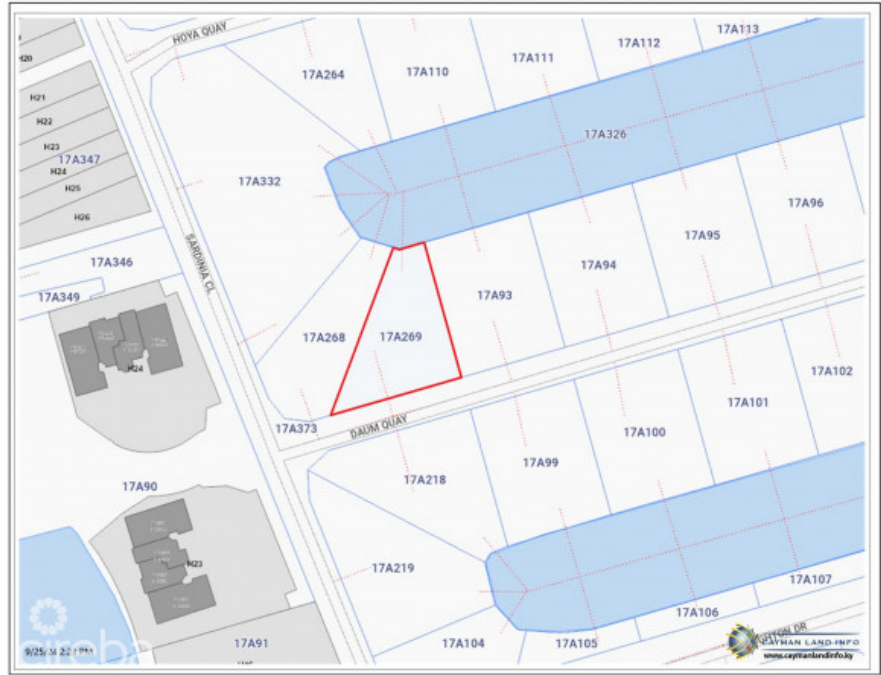 HOYA QUAY
17A264
17A110
17A111
17A112
17A113
H20
H21
H22
H23
17A347
H24
H25
H26
17A332
17A326
17A96
17A95
17A94
17A93
SARDINIA CL
17A346
17A349
17A268
17A269
H24
17A373
DAUM QUAY
17A102
17A101
17A100
17A99
17A218
17A90
H23
17A219
17A107
17A106
17A105
17A104
17A91
cireba
CAYMAN LAND INFO
www.caymanlandinfo.ky